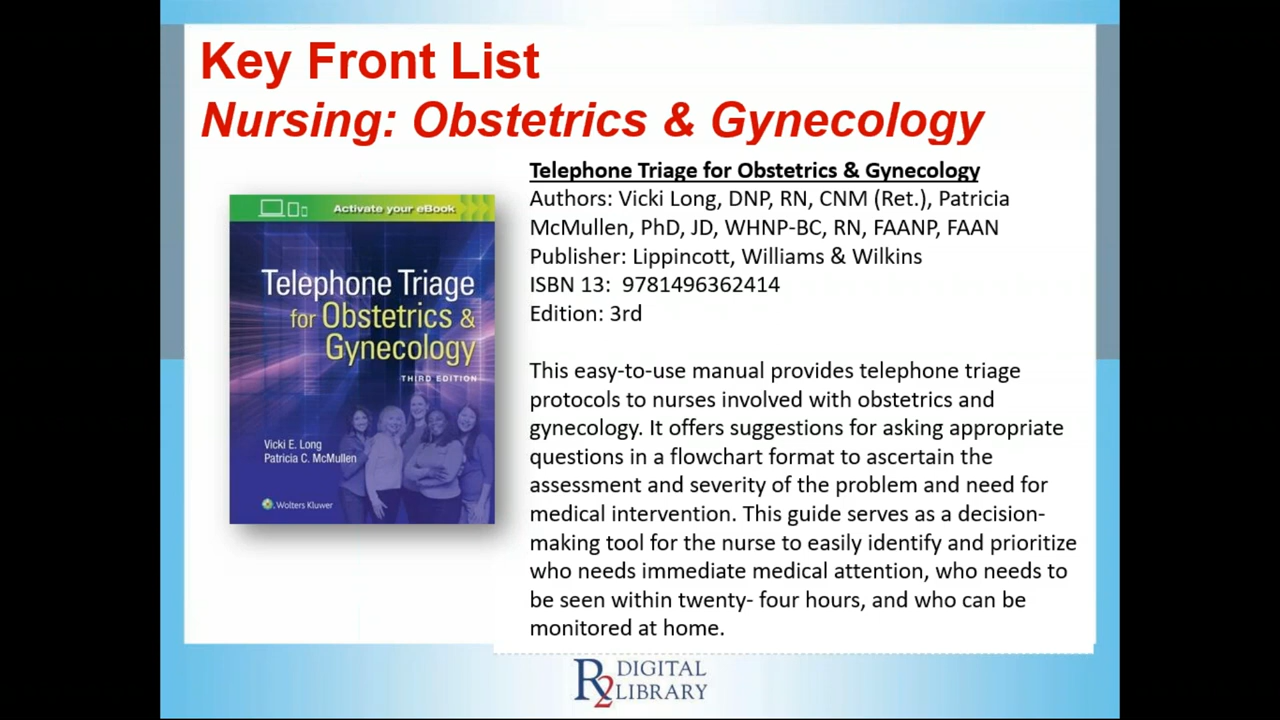 Key Front List
Nursing: Obstetrics & Gynecology
Activate your eBook
Telephone Triage
for Obstetrics &
Gynecology
THIRD EDITION
Vicki E. Long
Patricia C. McMullen
Wolters Kluwer
Telephone Triage for Obstetrics & Gynecology
Authors: Vicki Long, DNP, RN, CNM (Ret.), Patricia
McMullen, PhD, JD, WHNP-BC, RN, FAANP, FAAN
Publisher: Lippincott, Williams & Wilkins
ISBN 13:  9781496362414
Edition: 3rd
This easy-to-use manual provides telephone triage
protocols to nurses involved with obstetrics and
gynecology. It offers suggestions for asking appropriate
questions in a flowchart format to ascertain the
assessment and severity of the problem and need for
medical intervention. This guide serves as a decision-
making tool for the nurse to easily identify and prioritize
who needs immediate medical attention, who needs to
be seen within twenty- four hours, and who can be
monitored at home.
R2 DIGITAL
LIBRARY